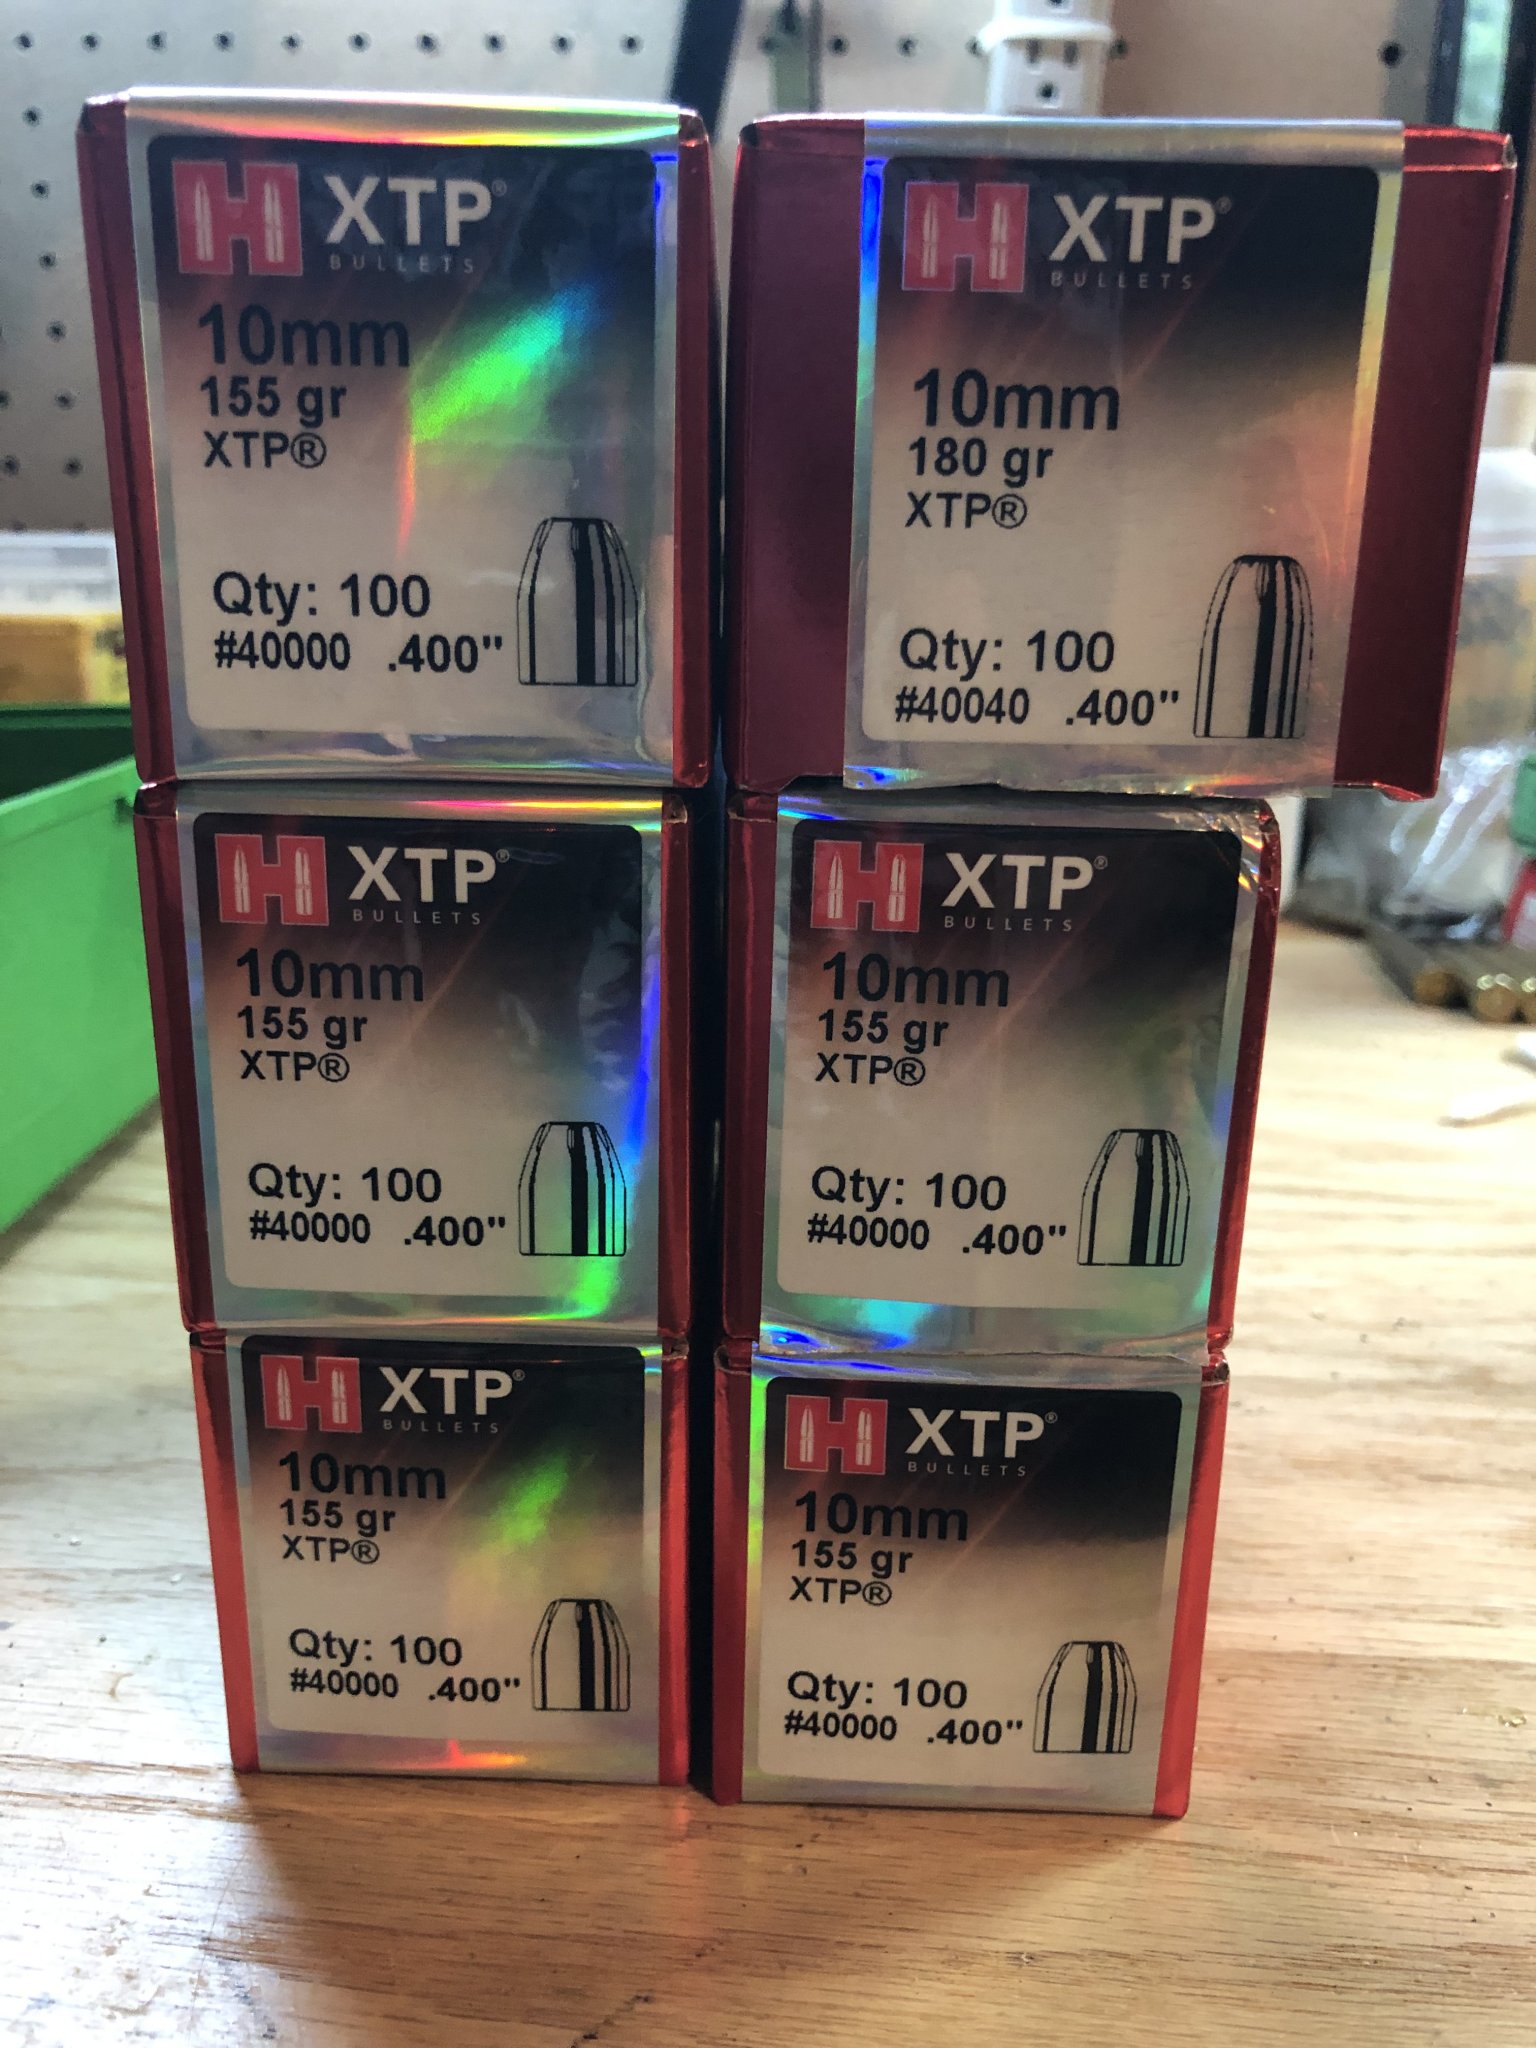 H XTP®
BULLETS
10mm
155 gr
XTP®
Qty: 100
#40000 .400"
H XTP®
BULLETS
10mm
180 gr
XTP®
Qty: 100
#40040 .400"
H XTP®
BULLETS
10mm
155 gr
XTP®
Qty: 100
#40000 .400"
H XTP®
BULLETS
10mm
155 gr
XTP®
Qty: 100
#40000 .400"
H XTP®
BULLETS
10mm
155 gr
XTP®
Qty: 100
#40000 .400"
H XTP®
BULLETS
10mm
155 gr
XTP®
Qty: 100
#40000 .400"